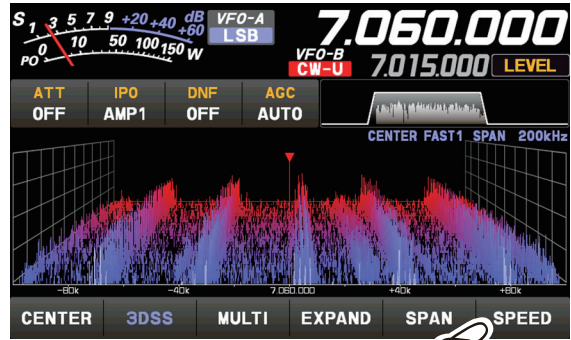 S 1 3 5 7 9 +20 +40 +60 dB
VFO-A
LSB
7.060.000
PO 0 10 50 100 150 W
VFO-B
CW-U
7.015.000
LEVEL
ATT IPO DNF AGC
OFF AMP1 OFF AUTO
CENTER FAST1 SPAN 200kHz
-80k -40k 7.060.000 +40k +80k
CENTER 3DSS MULTI EXPAND SPAN SPEED